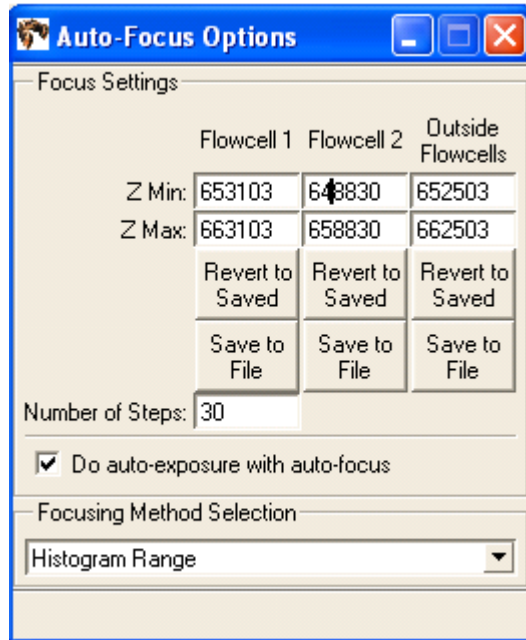 Auto-Focus Options
Focus Settings
Flowcell 1 Flowcell 2 Outside
Flowcells
Z Min: 653103 648830 652503
Z Max: 663103 658830 662503
Revert to Revert to Revert to
Saved Saved Saved
Save to Save to Save to
File File File
Number of Steps: 30
Do auto-exposure with auto-focus
Focusing Method Selection
Histogram Range